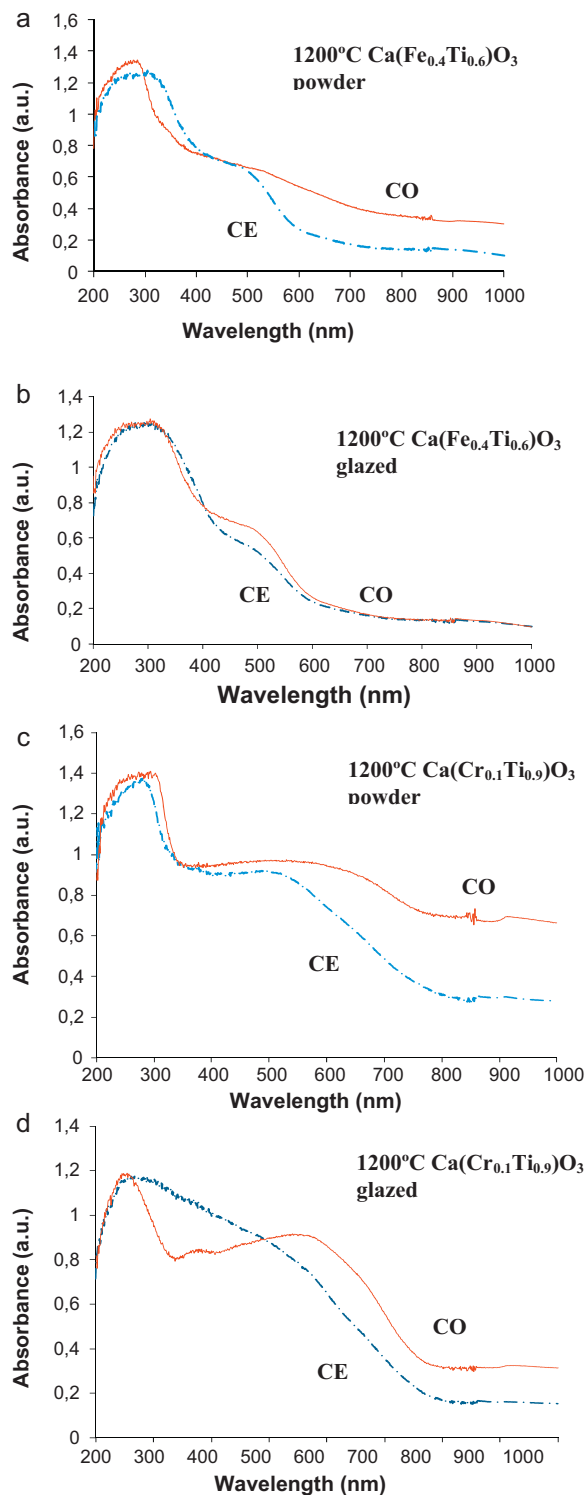 a
1,6
1,4
1,2
1
0,8
0,6
0,4
0,2
0
Absorbance (a.u.)
1200ºC Ca(Fe0.4Ti0.6)O3
powder
CO
CE
200 300 400 500 600 700 800 900 1000
Wavelength (nm)
b
1,4
1,2
1
0,8
0,6
0,4
0,2
0
Absorbance (a.u.)
1200ºC Ca(Fe0.4Ti0.6)O3
glazed
CE
CO
200 300 400 500 600 700 800 900 1000
Wavelength (nm)
c
1,6
1,4
1,2
1
0,8
0,6
0,4
0,2
0
Absorbance (a.u.)
1200ºC Ca(Cr0.1Ti0.9)O3
powder
CO
CE
200 300 400 500 600 700 800 900 1000
Wavelength (nm)
d
1,4
1,2
1
0,8
0,6
0,4
0,2
0
Absorbance (a.u.)
1200ºC Ca(Cr0.1Ti0.9)O3
glazed
CO
CE
200 300 400 500 600 700 800 900 1000
Wavelength (nm)